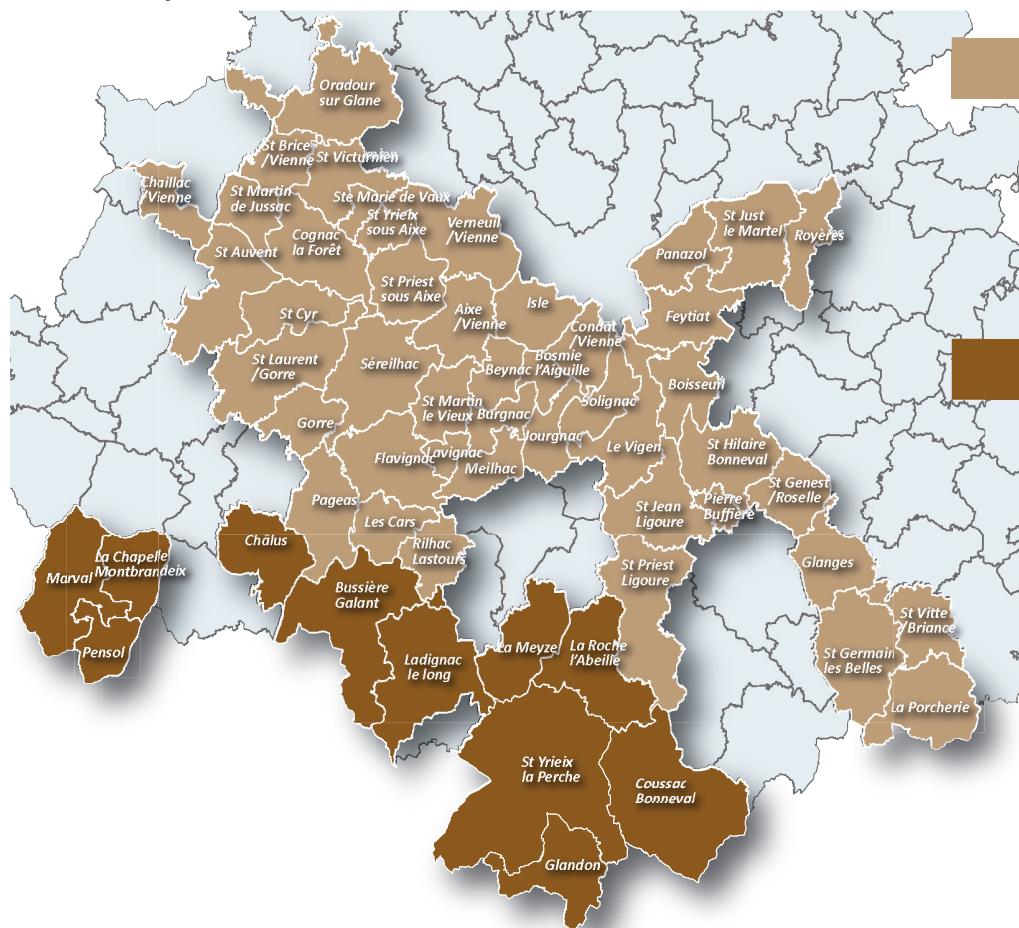 Oradour
sur Glane
St Brice
/Vienne
St Victurnien
Chaillac
/Vienne
St Martin
de Jussac
Ste Marie de Vaux
St Yrieix
sous Aixe
Verneuil
/Vienne
St Just
le Martel
Royères
Cognac
la Forêt
St Auvent
Panazol
St Priest
sous Aixe
Aixe
/Vienne
Isle
St Cyr
Feytiat
Condat
/Vienne
St Laurent
/Gorre
Séreilhac
Bosmie
l'Aiguille
Beynac
Boisseuil
St Martin
le Vieux
Burgnac
Solignac
Gorre
Jourgnac
Le Vigen
St Hilaire
Bonneval
Flavignac
Lavignac
Meilhac
St Genest
/Roselle
Pageas
Pierre
Buffière
St Jean
Ligoure
Les Cars
Châlus
Rilhac
Lastours
La Chapelle
Montbrandeix
Marval
St Priest
Ligoure
Glanges
Bussière
Galant
St Vitte
/Briance
La Meyze
La Roche
l'Abeille
Pensol
Ladignac
le long
St Germain
les Belles
La Porcherie
St Yrieix
la Perche
Coussac
Bonneval
Glandon